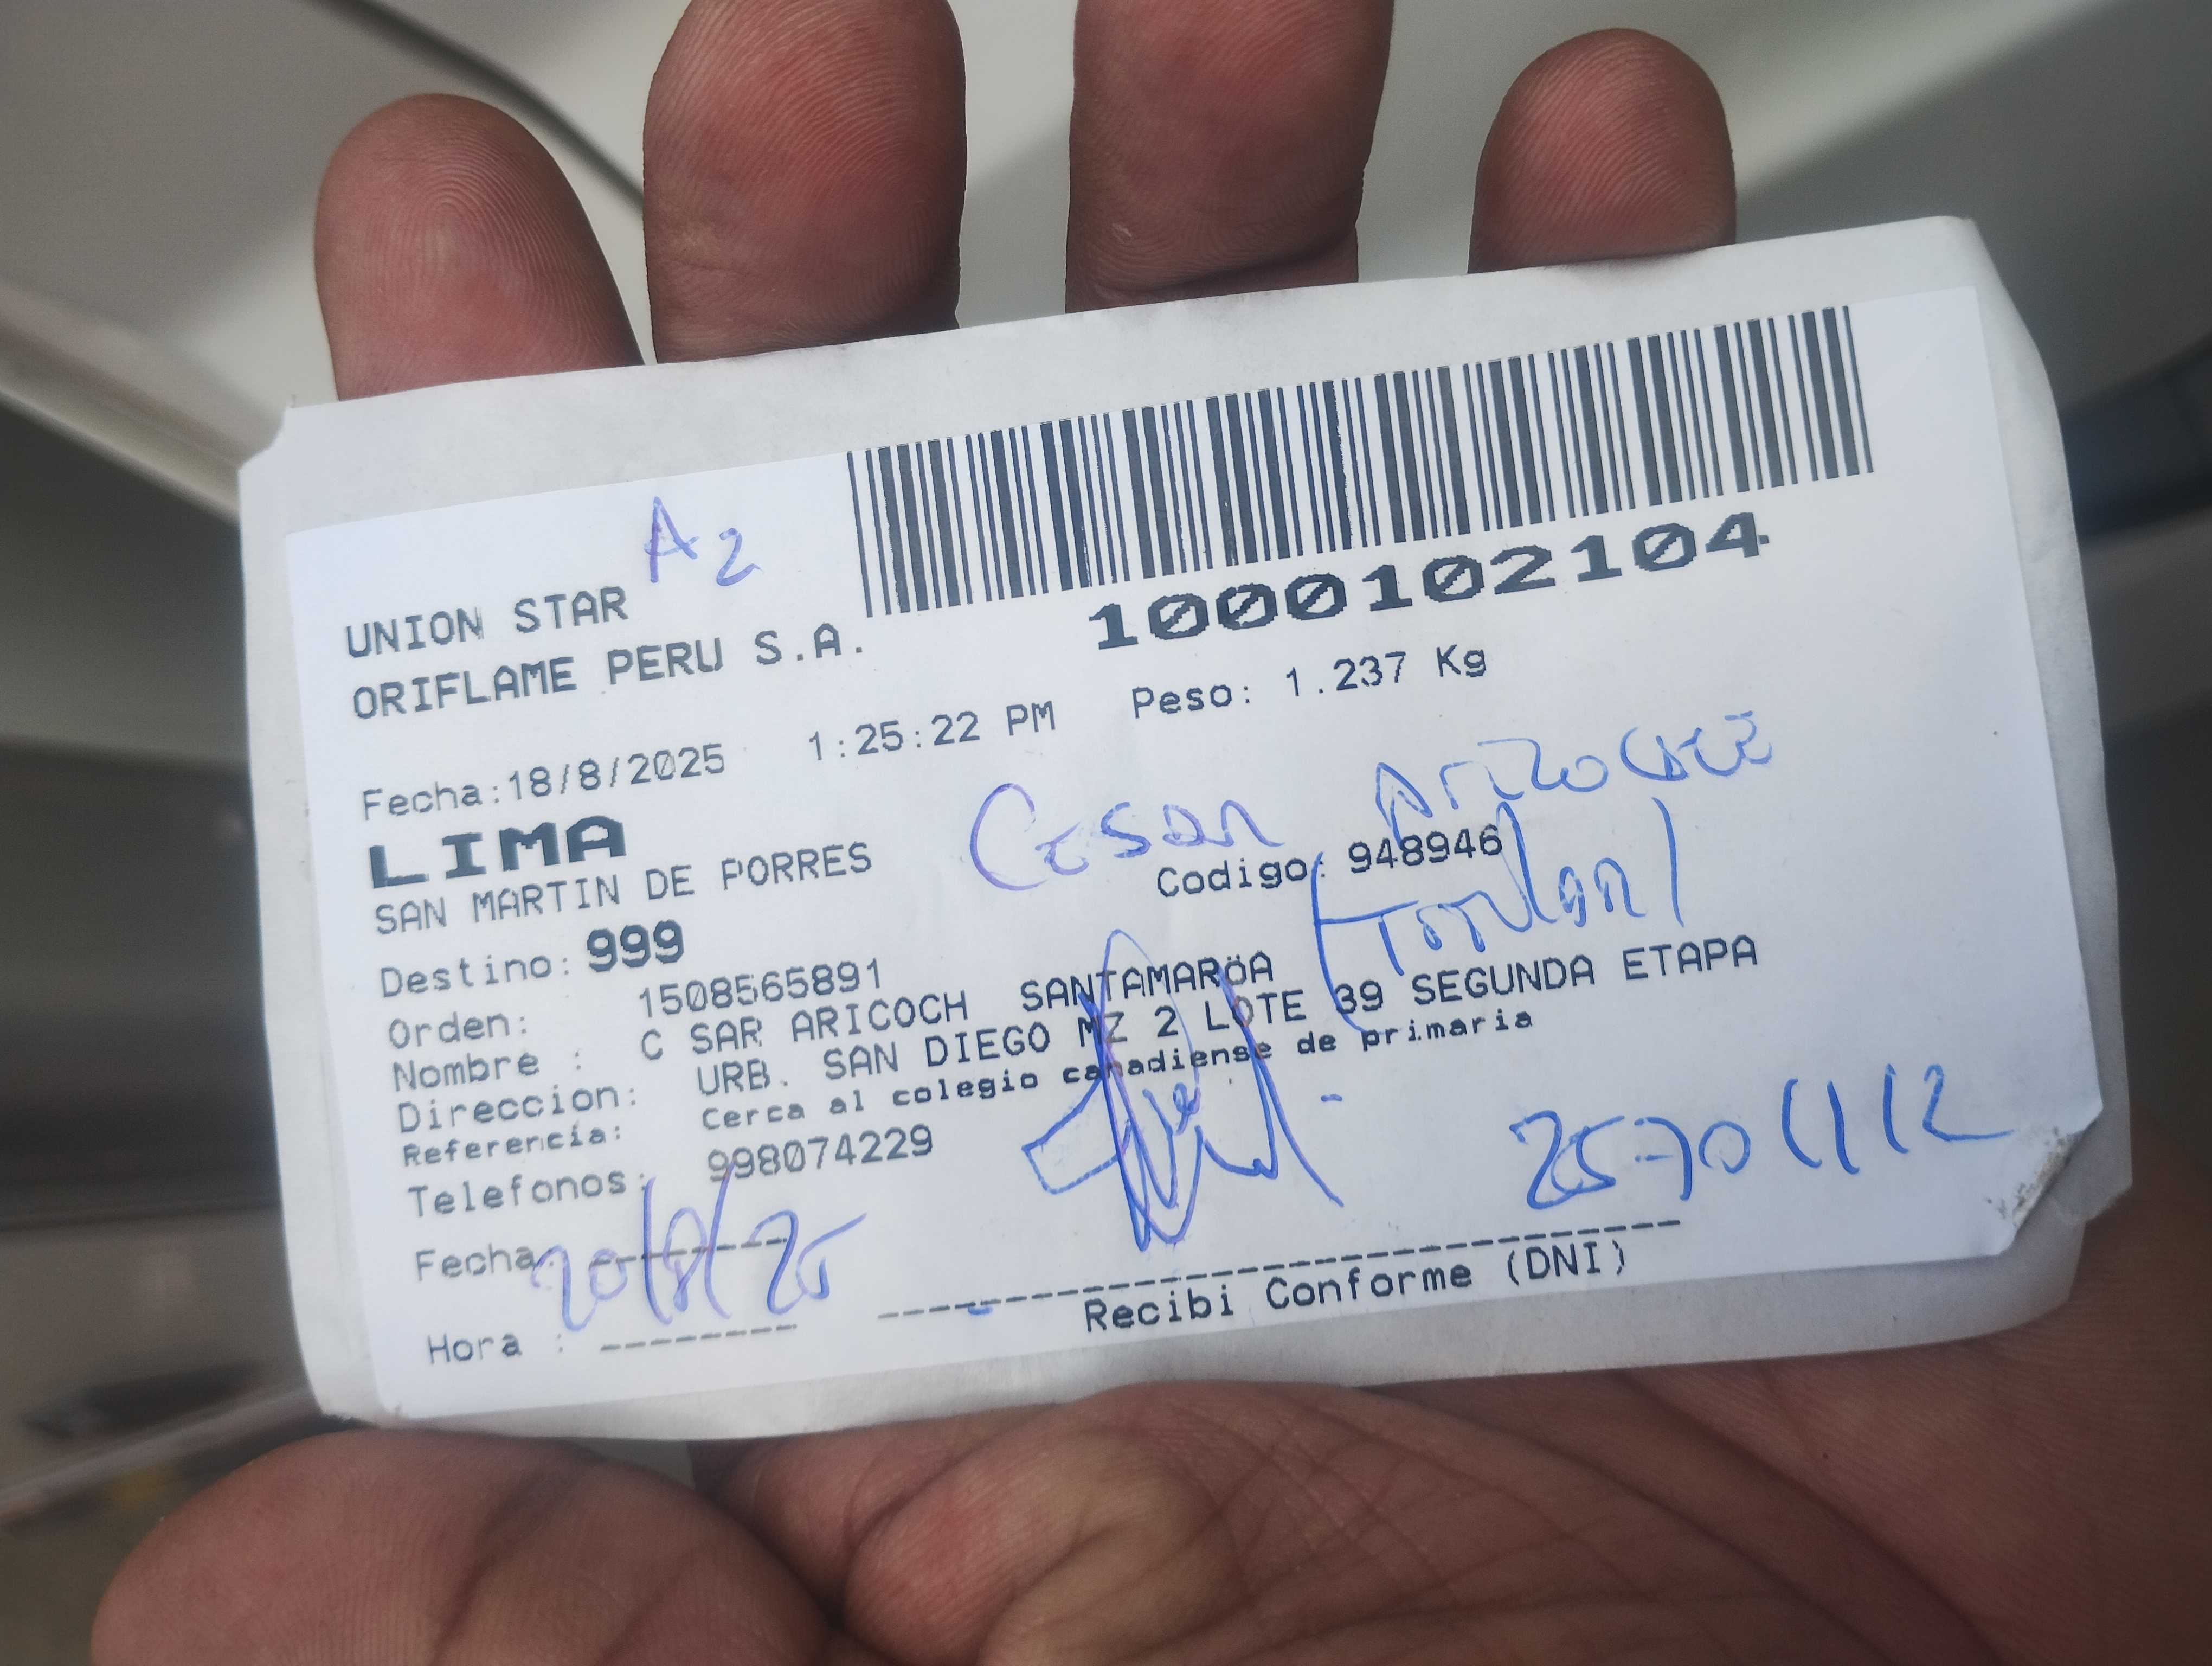 A2
UNION STAR
ORIFLAME PERU S.A.
1000102104
Fecha:18/8/2025 1:25:22 PM Peso: 1.237 Kg
LIMA
Cesar
SAN MARTIN DE PORRES Codigo: 948946
Destino: 999
Orden: 1508565891
Nombre : C SAR ARICOCH SANTAMARÖA
Direccion: URB. SAN DIEGO MZ 2 LOTE 39 SEGUNDA ETAPA
Referencia: Cerca al colegio canadiense de primaria
Telefonos: 998074229
Fecha: 20/8/25
Hora :
Recibi Conforme (DNI)